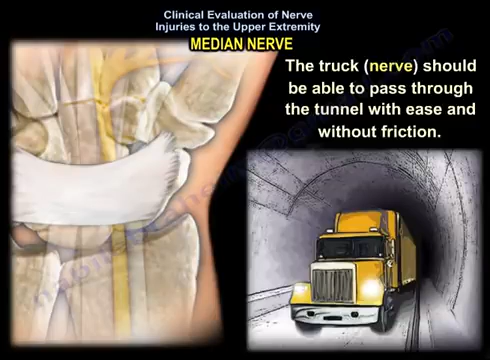 Clinical Evaluation of Nerve
Injuries to the Upper Extremity
MEDIAN NERVE
The truck (nerve) should
be able to pass through
the tunnel with ease and
without friction.